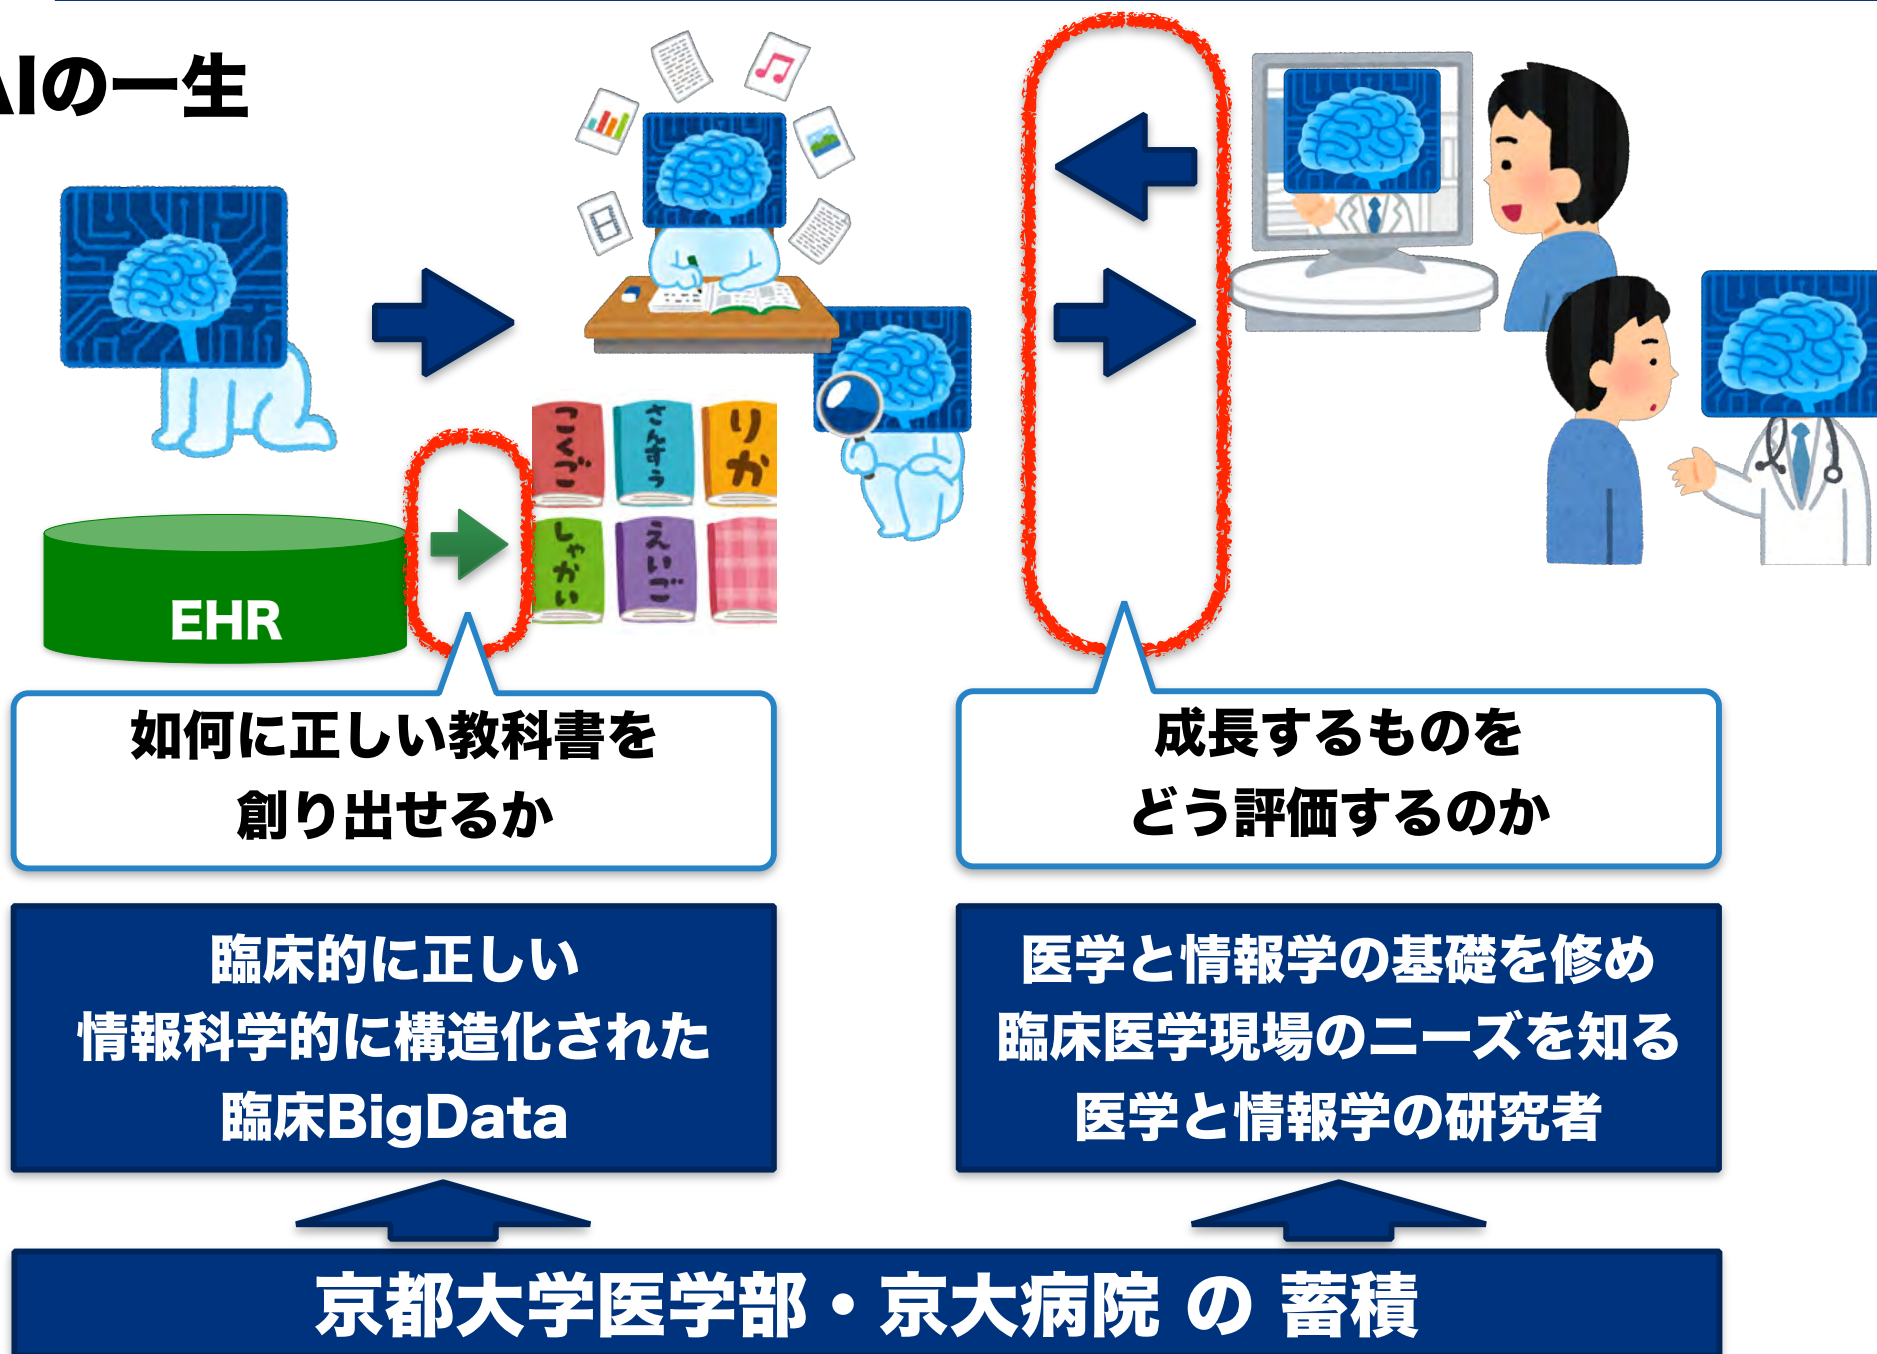 AIの一生
こくご
さんすう
りか
しゃかい
えいご
EHR
如何に正しい教科書を
創り出せるか
成長するものを
どう評価するのか
臨床的に正しい
情報科学的に構造化された
臨床BigData
医学と情報学の基礎を修め
臨床医学現場のニーズを知る
医学と情報学の研究者
京都大学医学部・京大病院 の 蓄積